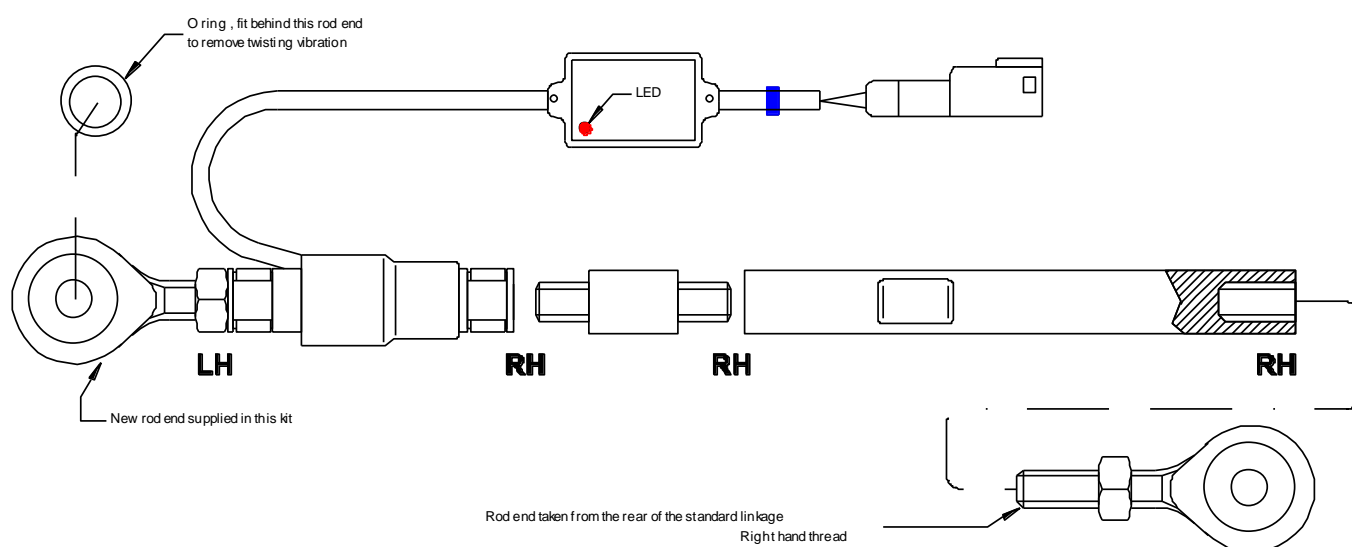 O ring , fit behind this rod end
to remove twisting vibration
LED
LH
RH
RH
RH
New rod end supplied in this kit
Rod end taken from the rear of the standard linkage
Right hand thread